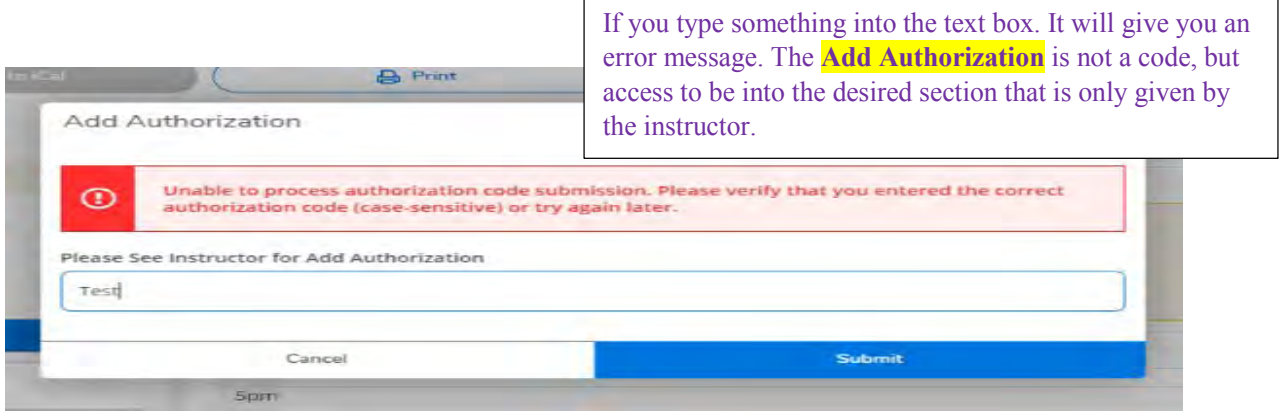 If you type something into the text box. It will give you an
error message. The Add Authorization is not a code, but
access to be into the desired section that is only given by
the instructor.
to iCal
Print
Add Authorization
Unable to process authorization code submission. Please verify that you entered the correct
authorization code (case-sensitive) or try again later.
Please See Instructor for Add Authorization
Test
Cancel
Submit
5pm